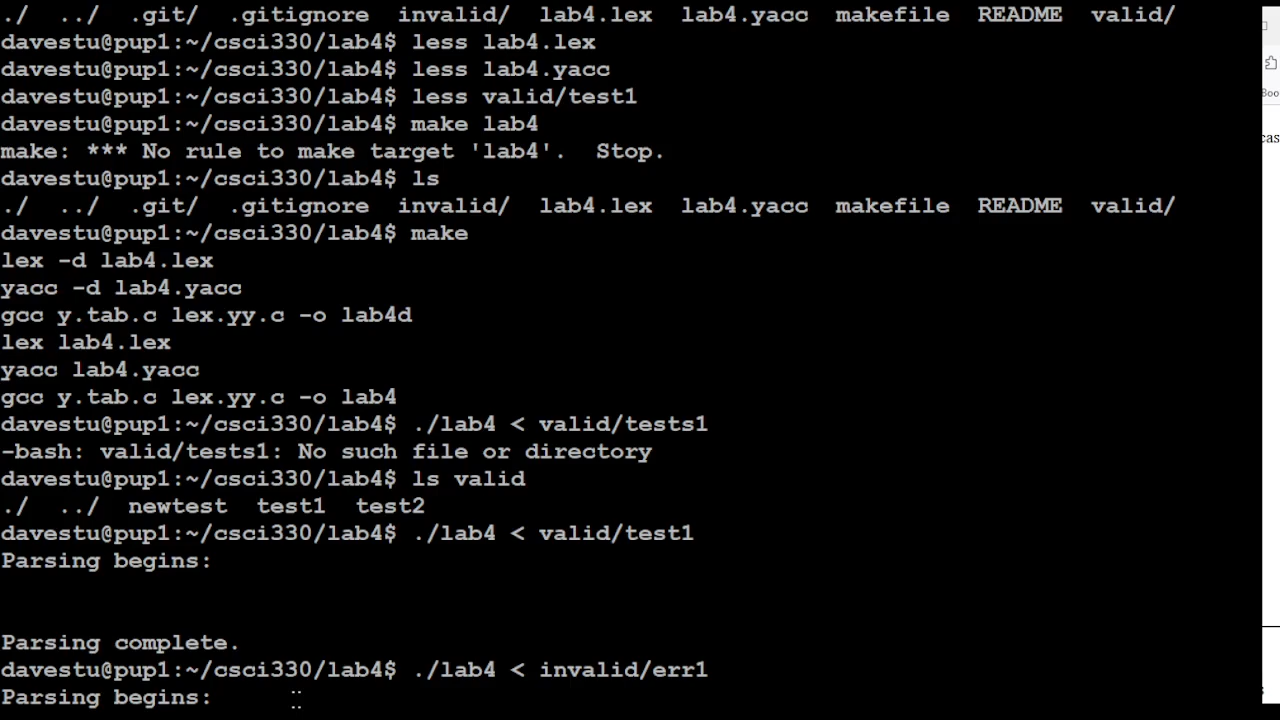 ./  ../  .git/  .gitignore  invalid/  lab4.lex  lab4.yacc  makefile  README  valid/
davestu@pup1:~/csci330/lab4$ less lab4.lex
davestu@pup1:~/csci330/lab4$ less lab4.yacc
davestu@pup1:~/csci330/lab4$ less valid/test1
davestu@pup1:~/csci330/lab4$ make lab4
make: *** No rule to make target 'lab4'.  Stop.
davestu@pup1:~/csci330/lab4$ ls
./  ../  .git/  .gitignore  invalid/  lab4.lex  lab4.yacc  makefile  README  valid/
davestu@pup1:~/csci330/lab4$ make
lex -d lab4.lex
yacc -d lab4.yacc
gcc y.tab.c lex.yy.c -o lab4d
lex lab4.lex
yacc lab4.yacc
gcc y.tab.c lex.yy.c -o lab4
davestu@pup1:~/csci330/lab4$ ./lab4 < valid/tests1
-bash: valid/tests1: No such file or directory
davestu@pup1:~/csci330/lab4$ ls valid
./  ../  newtest  test1  test2
davestu@pup1:~/csci330/lab4$ ./lab4 < valid/test1
Parsing begins:
Parsing complete.
davestu@pup1:~/csci330/lab4$ ./lab4 < invalid/err1
Parsing begins:
Boo
cas